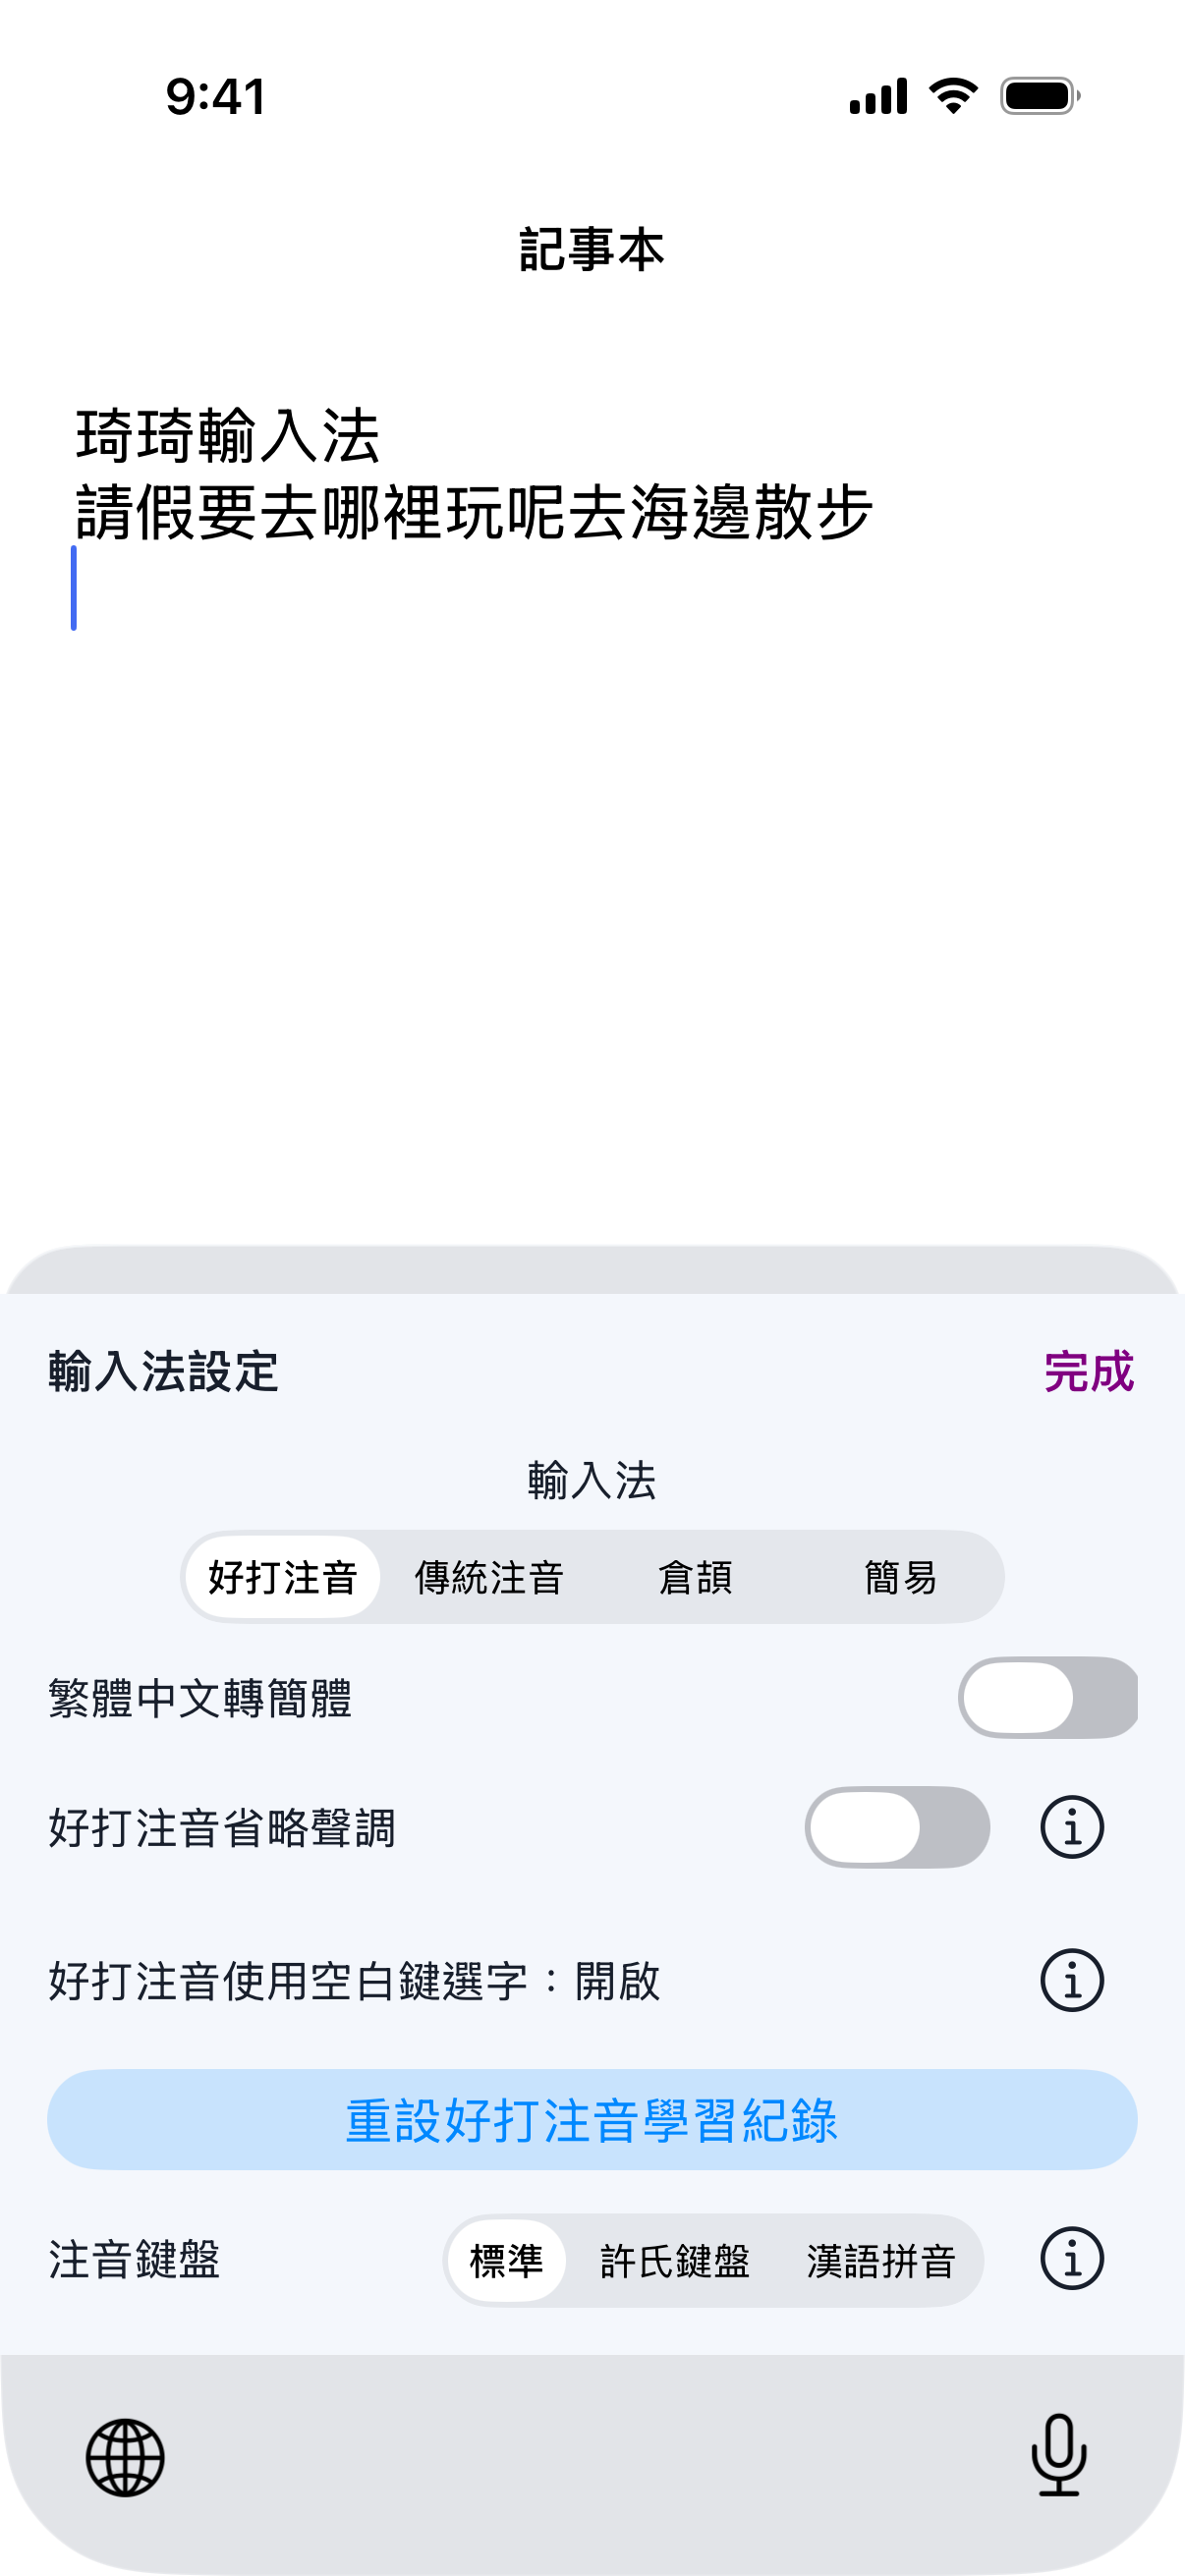 9:41
記事本
琦琦輸入法
請假要去哪裡玩呢去海邊散步
輸入法設定
完成
輸入法
好打注音
傳統注音
倉頡
簡易
繁體中文轉簡體
好打注音省略聲調
好打注音使用空白鍵選字：開啟
重設好打注音學習紀錄
注音鍵盤
標準
許氏鍵盤
漢語拼音